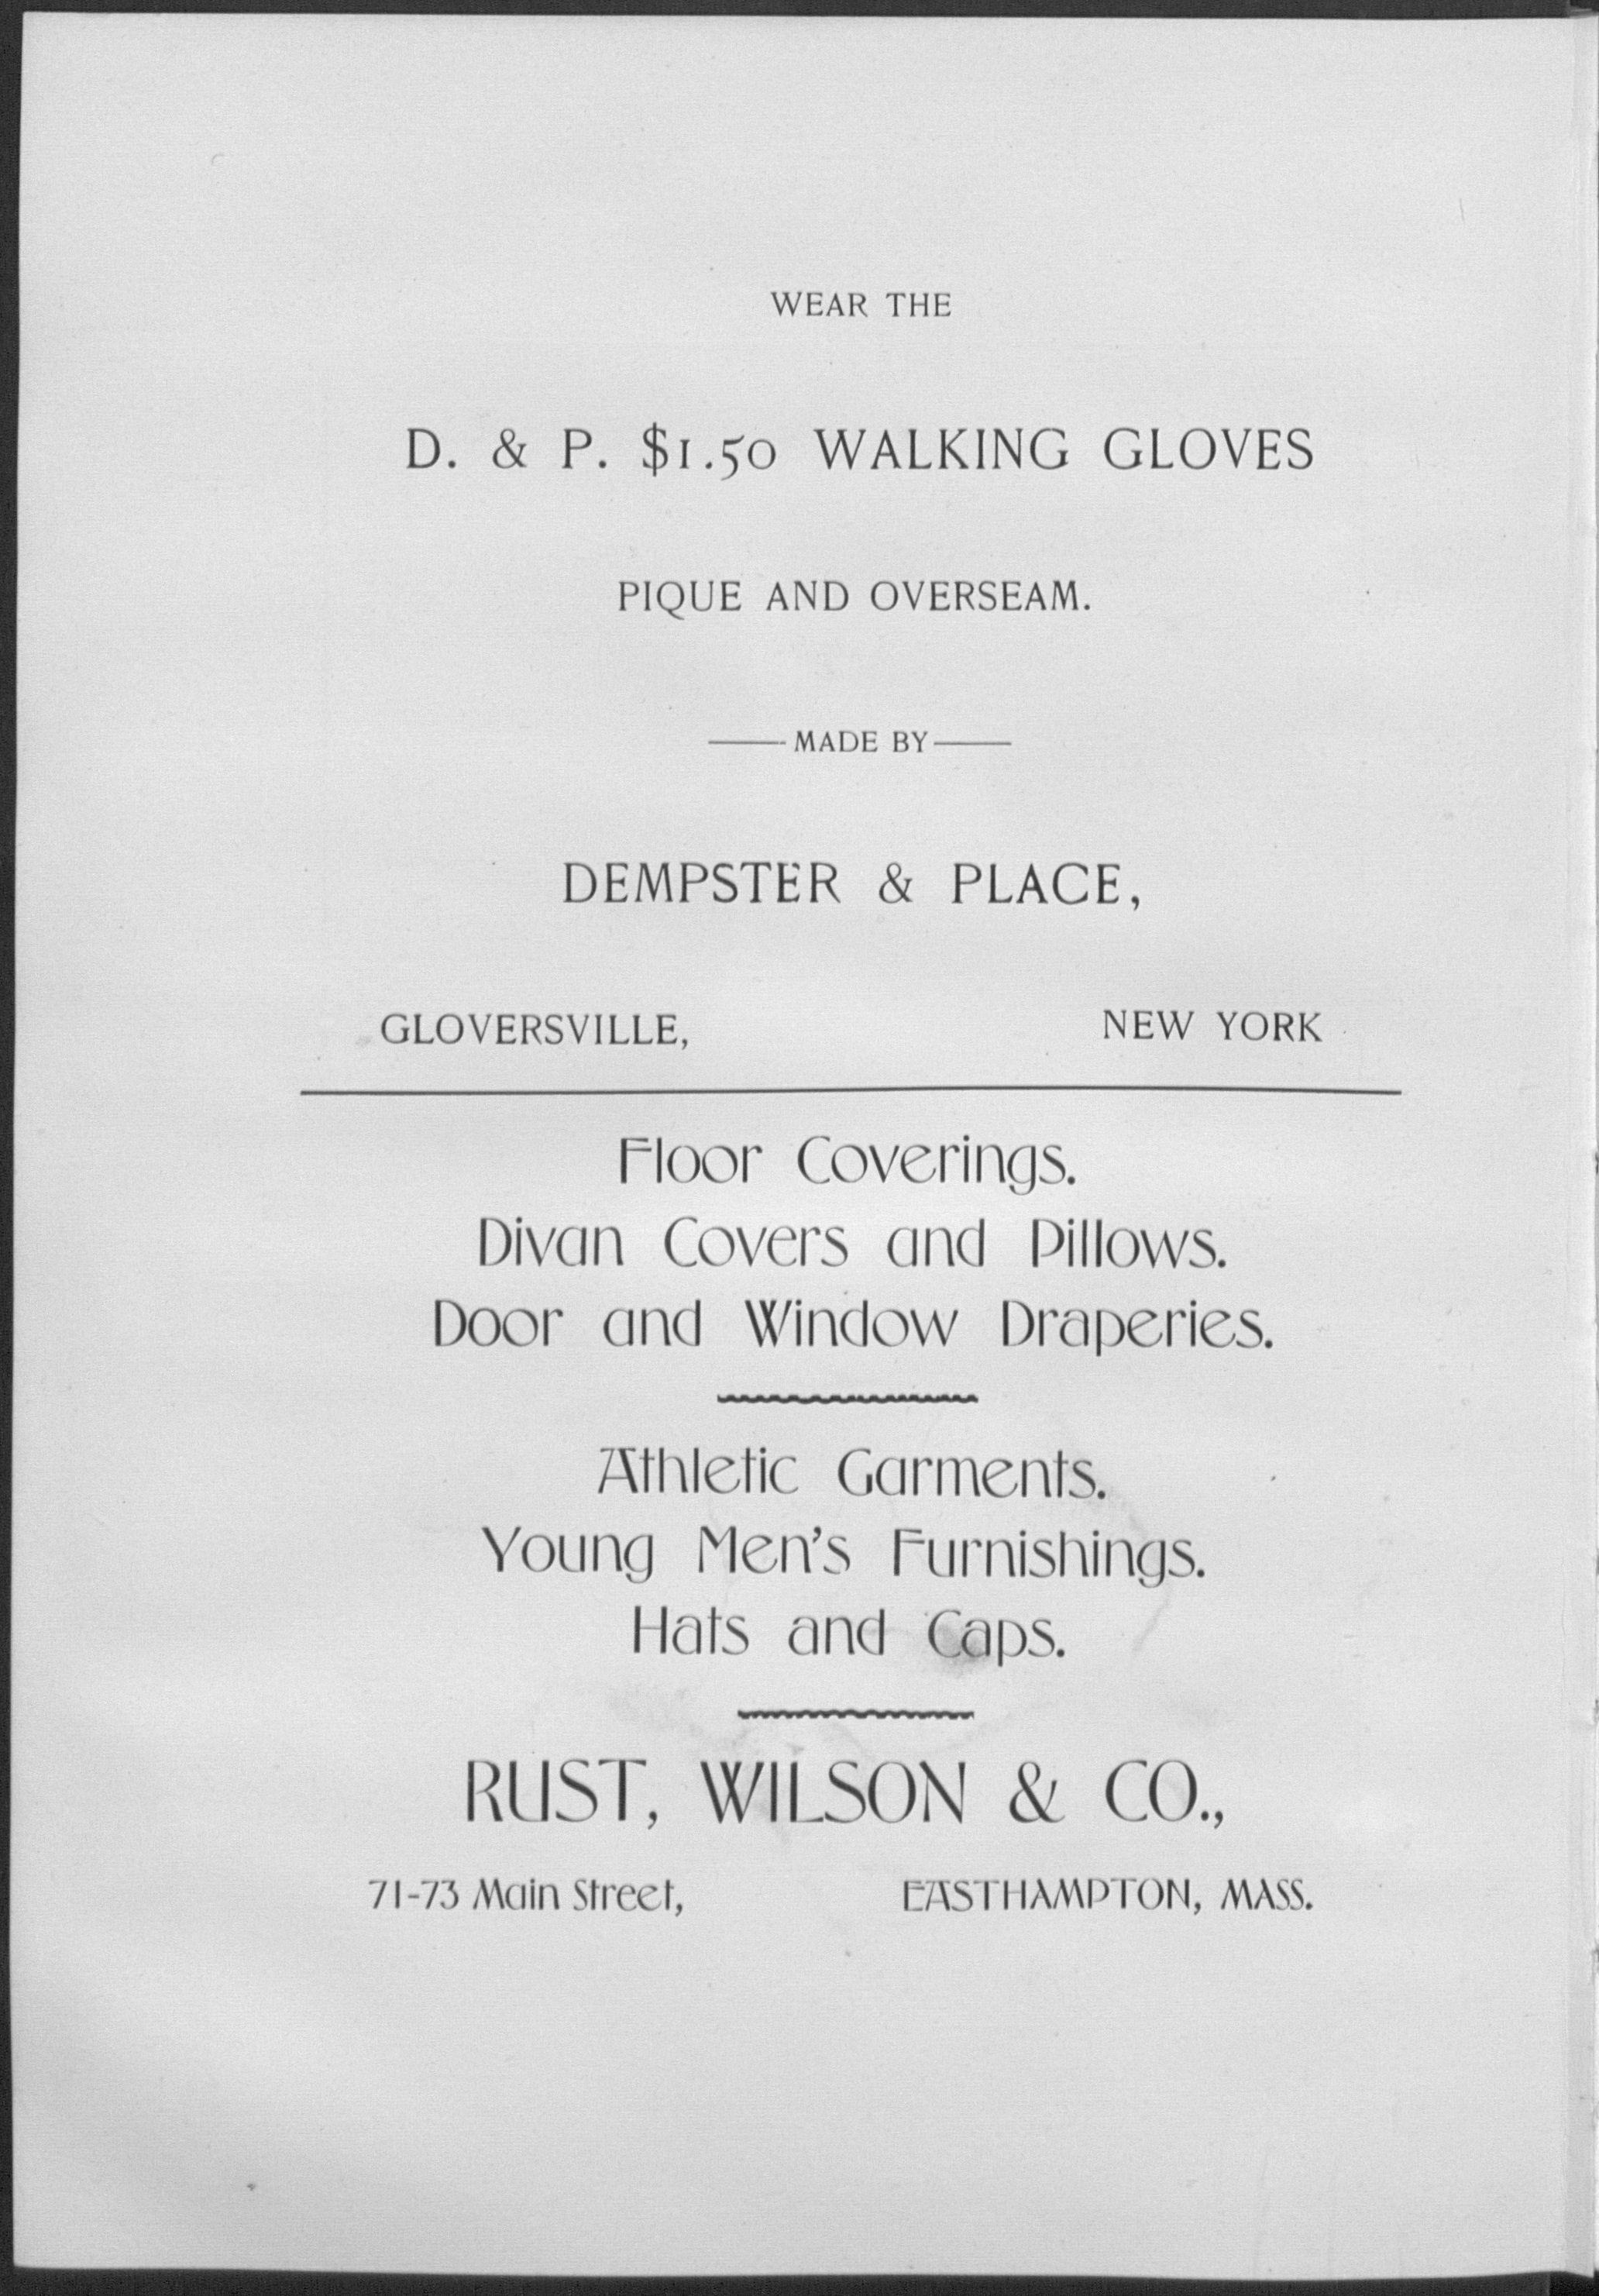 WEAR THE
D. & P. $1.50 WALKING GLOVES
PIQUE AND OVERSEAM.
MADE BY
DEMPSTER & PLACE,
GLOVERSVILLE, NEW YORK
Floor Coverings.
Divan Covers and Pillows.
Door and Window Draperies.
Athletic Garments.
Young Men's Furnishings.
Hats and Caps.
RUST, WILSON & CO.,
71-73 Main Street, EASTHAMPTON, MASS.